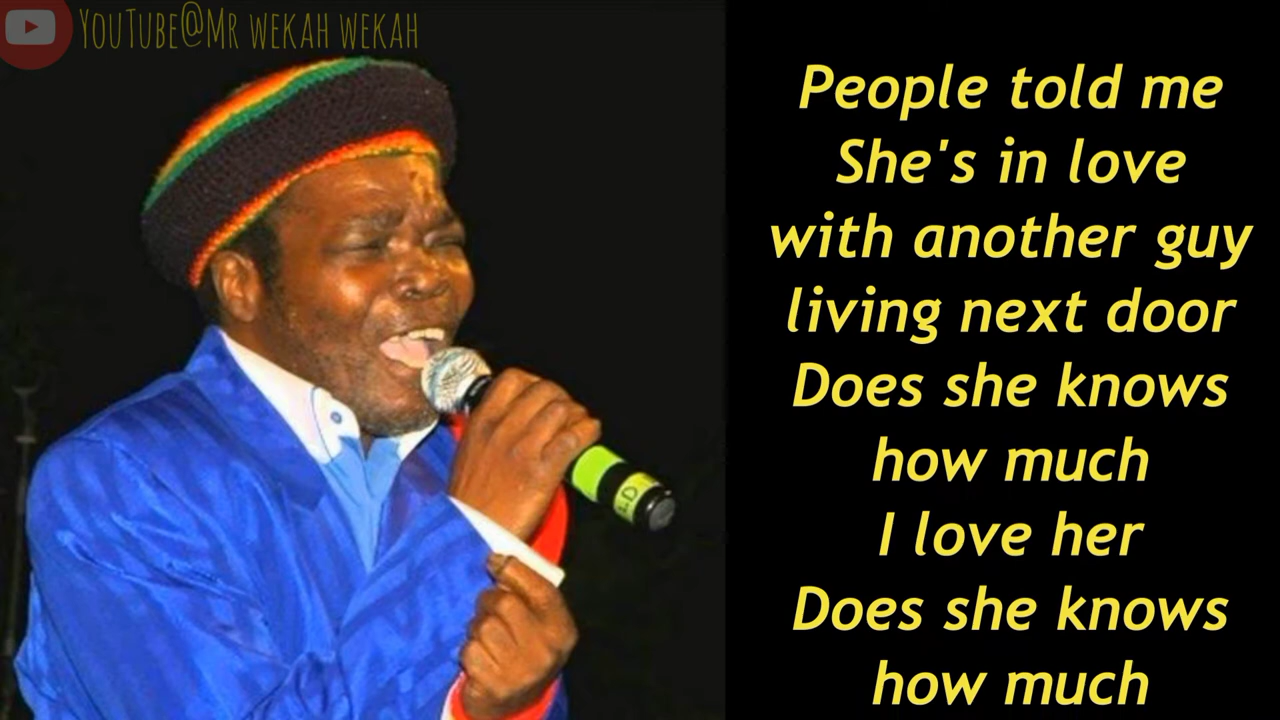 YouTube@Mr wekah wekah
People told me
She's in love
with another guy
living next door
Does she knows
how much
I love her
Does she knows
how much